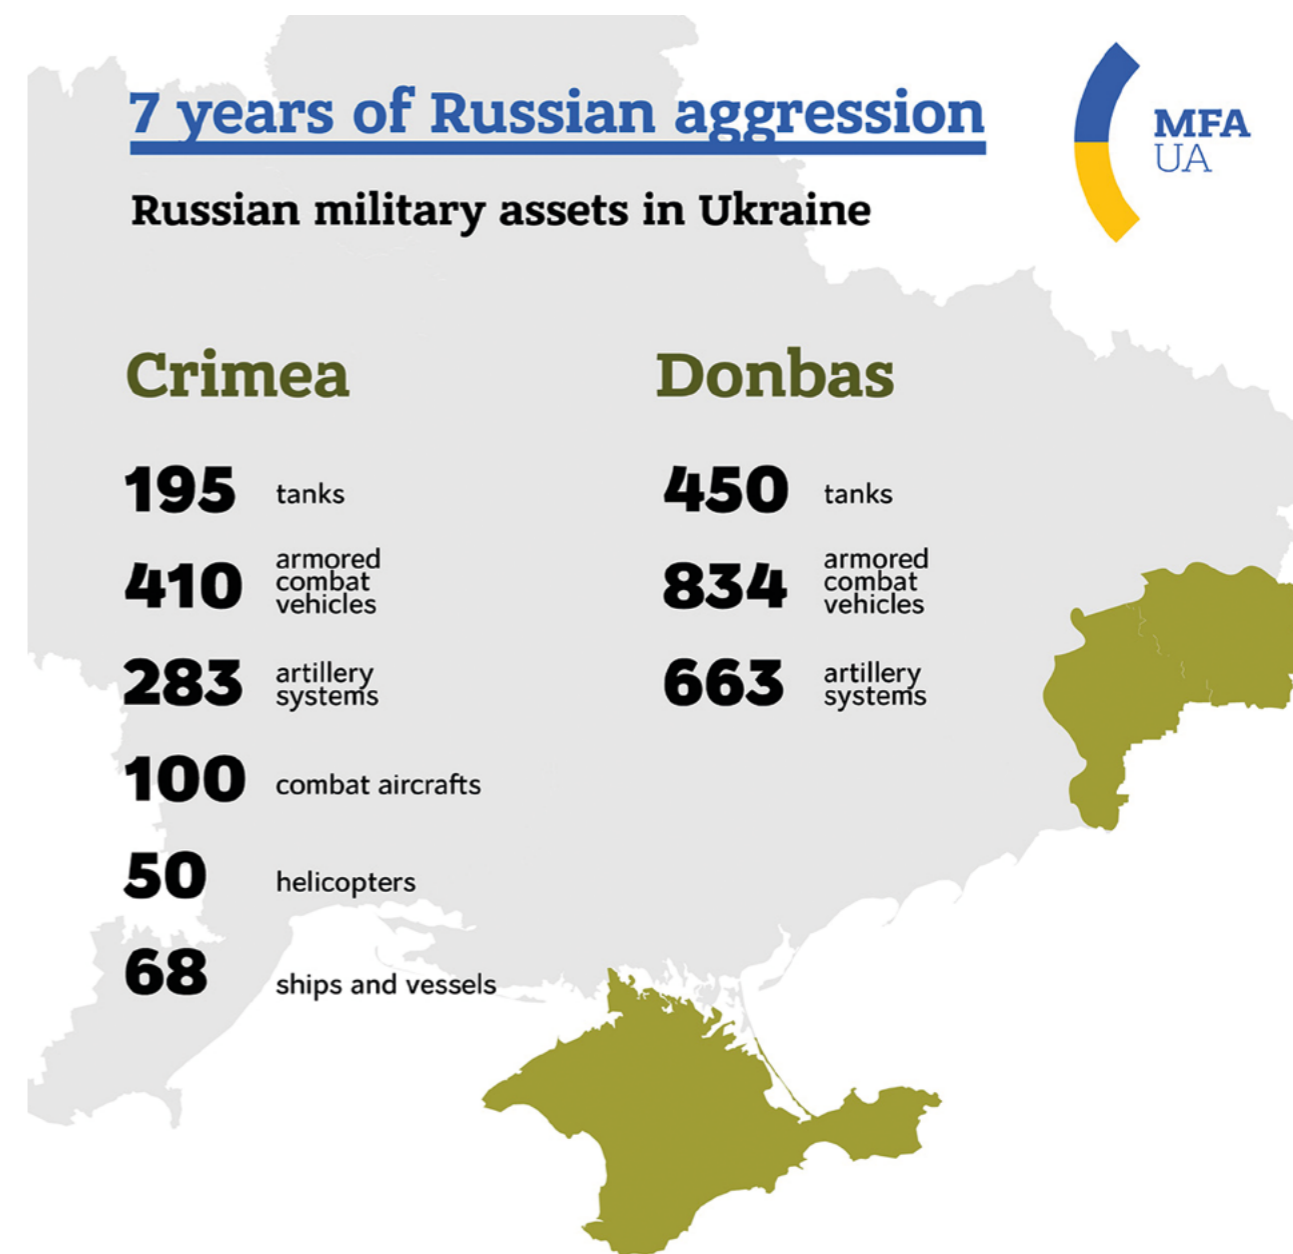 7 years of Russian aggression
MFA
UA
Russian military assets in Ukraine
Crimea
195 tanks
410 armored
combat
vehicles
283 artillery
systems
100 combat aircrafts
50 helicopters
68 ships and vessels
Donbas
450 tanks
834 armored
combat
vehicles
663 artillery
systems